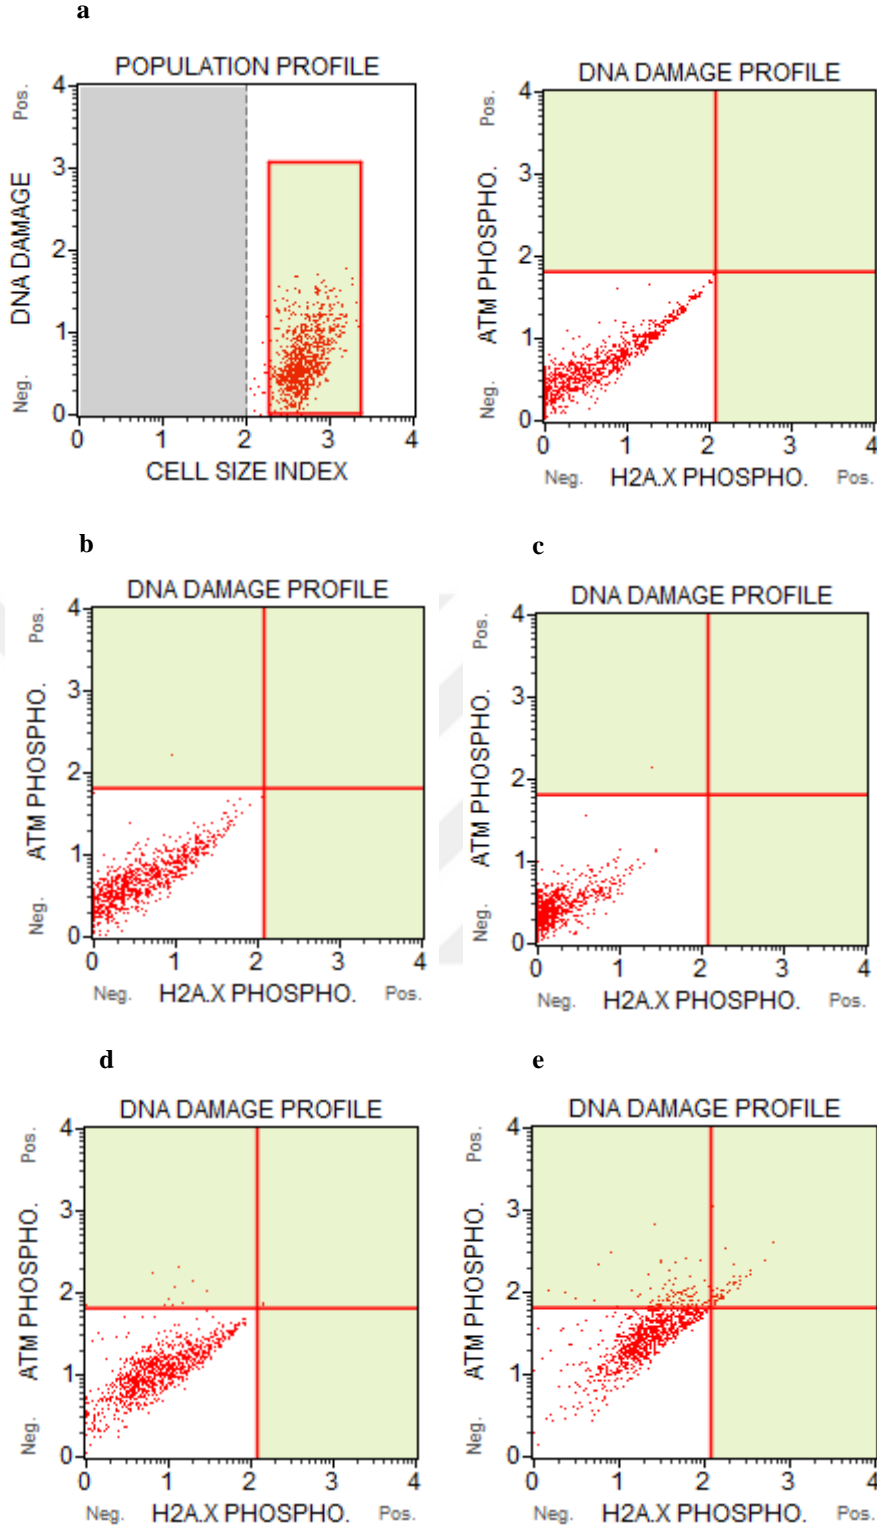 a
POPULATION PROFILE
DNA DAMAGE
Neg. Pos.
4
3
2
1
0
0 1 2 3 4
CELL SIZE INDEX
DNA DAMAGE PROFILE
ATM PHOSPHO.
Neg. Pos.
4
3
2
1
0
0 1 2 3 4
Neg. H2A.X PHOSPHO. Pos.
b
DNA DAMAGE PROFILE
ATM PHOSPHO.
Neg. Pos.
4
3
2
1
0
0 1 2 3 4
Neg. H2A.X PHOSPHO. Pos.
c
DNA DAMAGE PROFILE
ATM PHOSPHO.
Neg. Pos.
4
3
2
1
0
0 1 2 3 4
Neg. H2A.X PHOSPHO. Pos.
d
DNA DAMAGE PROFILE
ATM PHOSPHO.
Neg. Pos.
4
3
2
1
0
0 1 2 3 4
Neg. H2A.X PHOSPHO. Pos.
e
DNA DAMAGE PROFILE
ATM PHOSPHO.
Neg. Pos.
4
3
2
1
0
0 1 2 3 4
Neg. H2A.X PHOSPHO. Pos.